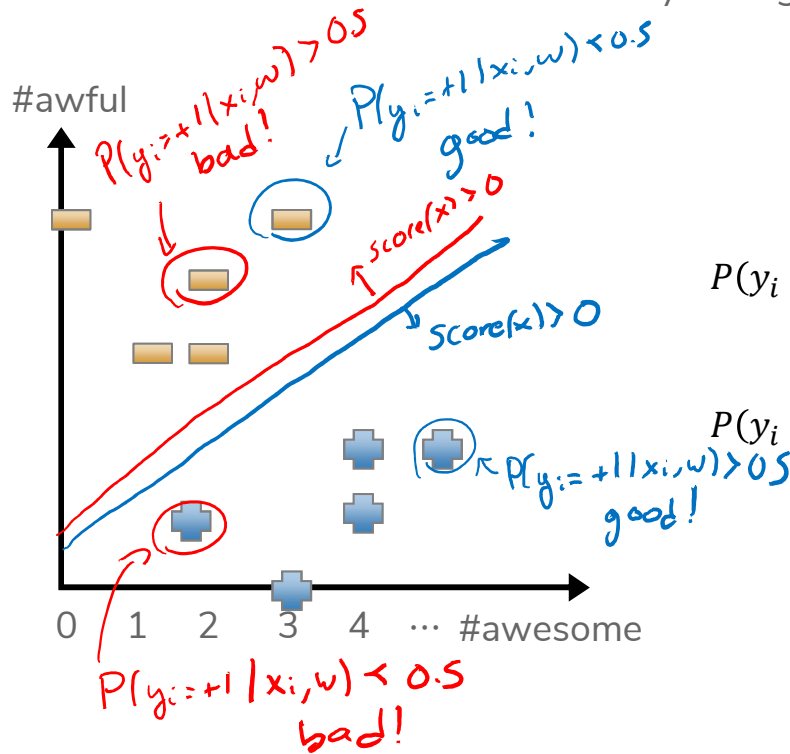 #awful
P(yi=+1|xi,w)>0.5
bad!
P(yi=+1|xi,w)<0.5
good!
score(x)>0
score(x)>0
P(yi
P(yi
P(yi=+1|xi,w)>0.5
good!
0 1 2 3 4 ... #awesome
P(yi=+1|xi,w)<0.5
bad!